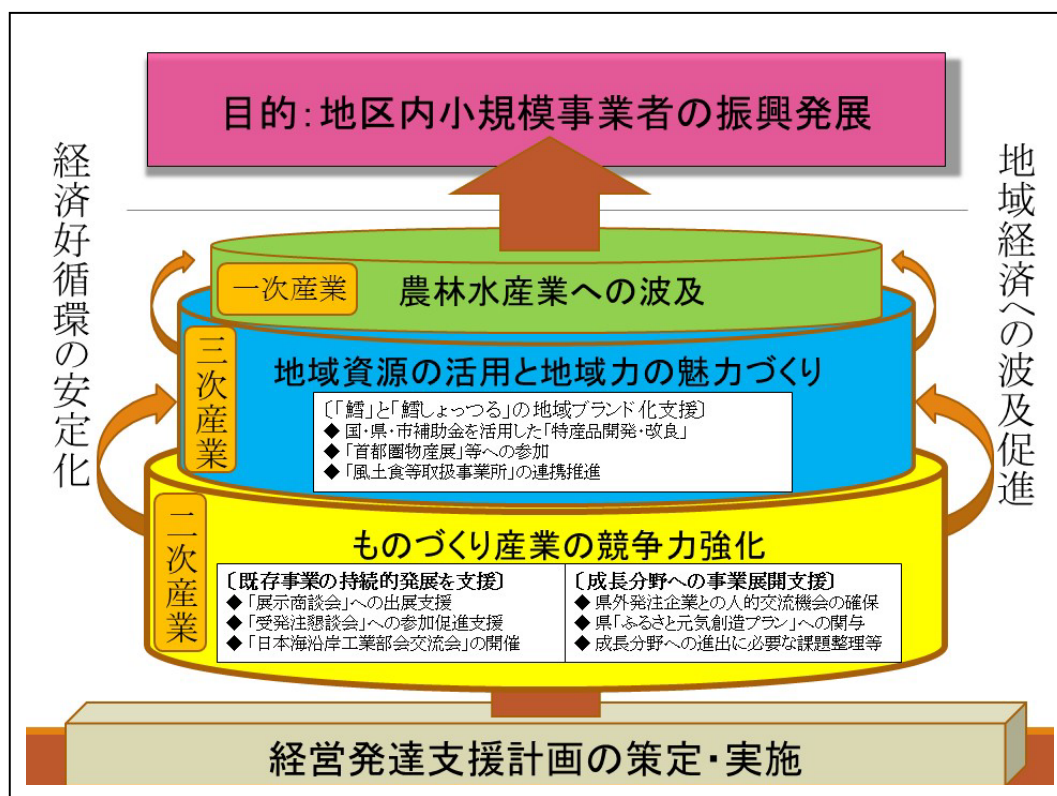 目的：地区内小規模事業者の振興発展
経済好循環の安定化
地域経済への波及促進
一次産業
農林水産業への波及
三次産業
地域資源の活用と地域力の魅力づくり
〔「鱈」と「鱈しょっつる」の地域ブランド化支援〕
◆ 国・県・市補助金を活用した「特産品開発・改良」
◆ 「首都圏物産展」等への参加
◆ 「風土食等取扱事業所」の連携推進
二次産業
ものづくり産業の競争力強化
〔既存事業の持続的発展を支援〕
◆ 「展示商談会」への出展支援
◆ 「受発注懇談会」への参加促進支援
◆ 「日本海沿岸工業部会交流会」の開催
〔成長分野への事業展開支援〕
◆ 県外発注企業との人的交流機会の確保
◆ 県「ふるさと元気創造プラン」への関与
◆ 成長分野への進出に必要な課題整理等
経営発達支援計画の策定・実施